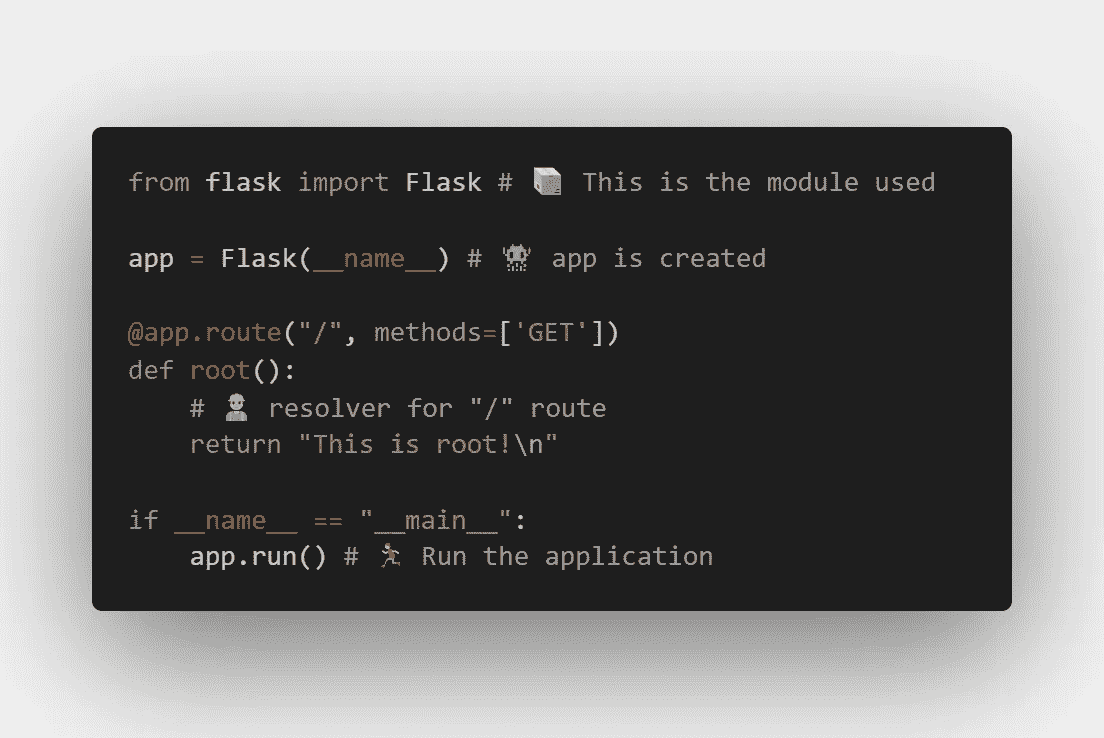 from flask import Flask # 📦 This is the module used
app = Flask(__name__) # 👹 app is created
@app.route("/", methods=['GET'])
def root():
    # 👷 resolver for "/" route
    return "This is root!\n"
if __name__ == "__main__":
    app.run() # 🏃 Run the application